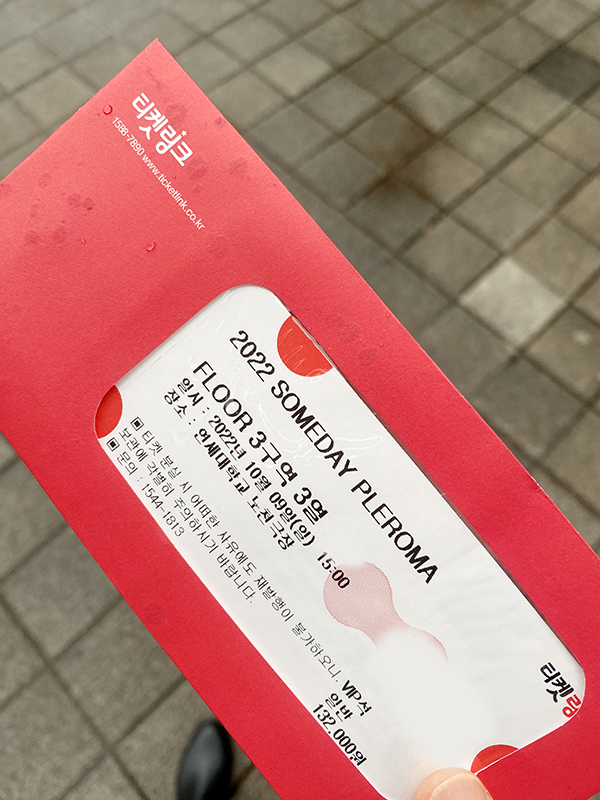 티켓링크
1588-7890 www.ticketlink.co.kr
2022 SOMEDAY PLEROMA
FLOOR 3구역 3열
일시 : 2022년 10월 09일(일) 15:00
장소 : 연세대학교 노천극장
▣ 티켓 분실 시 어떠한 사유에도 재발행이 불가하오니,
보관에 각별히 주의하시기 바랍니다.
▣ 문의 : 1544-1813
VIP석
일반
132,000원
티켓링